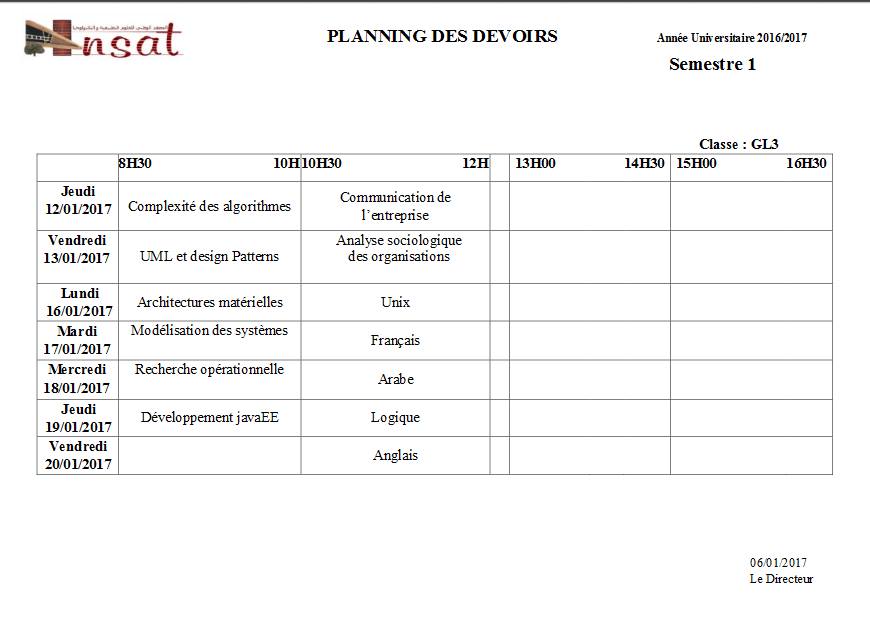 المعهد الوطني للعلوم التطبيقية و التكنولوجيا
Insat
PLANNING DES DEVOIRS
Année Universitaire 2016/2017
Semestre 1
Classe : GL3
8H30 10H 10H30 12H 13H00 14H30 15H00 16H30
Jeudi
12/01/2017
Complexité des algorithmes
Communication de
l’entreprise
Vendredi
13/01/2017
UML et design Patterns
Analyse sociologique
des organisations
Lundi
16/01/2017
Architectures matérielles
Unix
Mardi
17/01/2017
Modélisation des systèmes
Français
Mercredi
18/01/2017
Recherche opérationnelle
Arabe
Jeudi
19/01/2017
Développement javaEE
Logique
Vendredi
20/01/2017
Anglais
06/01/2017
Le Directeur